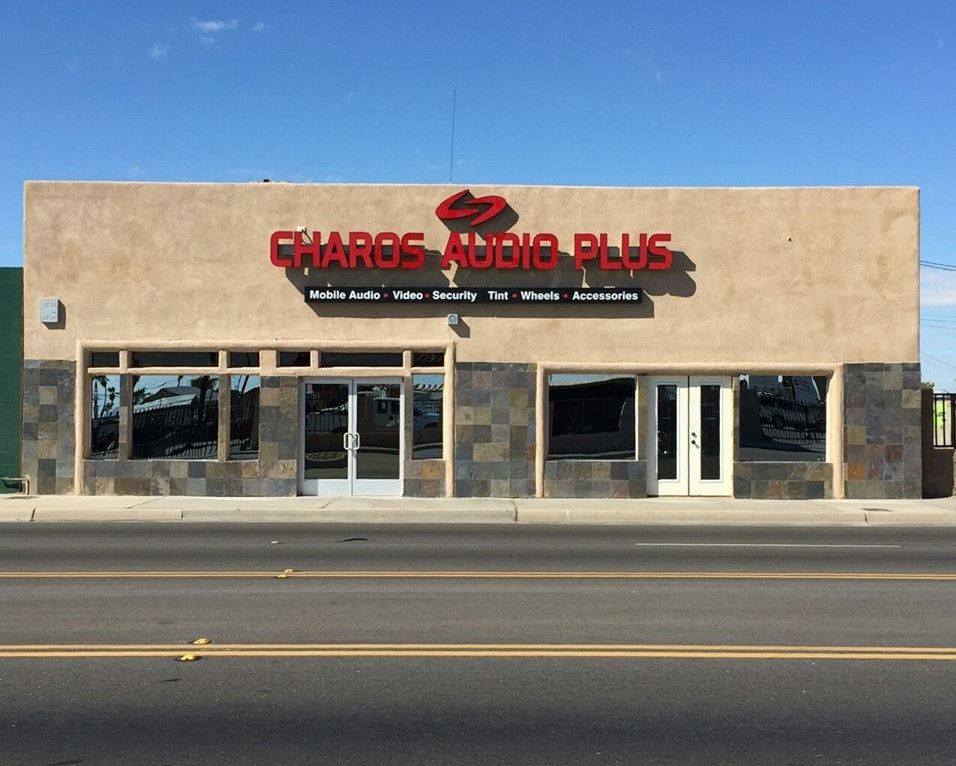 CHAROS AUDIO PLUS
Mobile Audio • Video • Security Tint • Wheels • Accessories